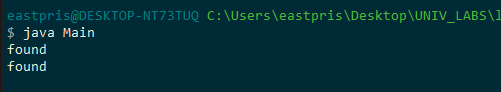 eastpris@DESKTOP-NT73TUQ C:\Users\eastpris\Desktop\UNIV_LABS\
$ java Main
found
found